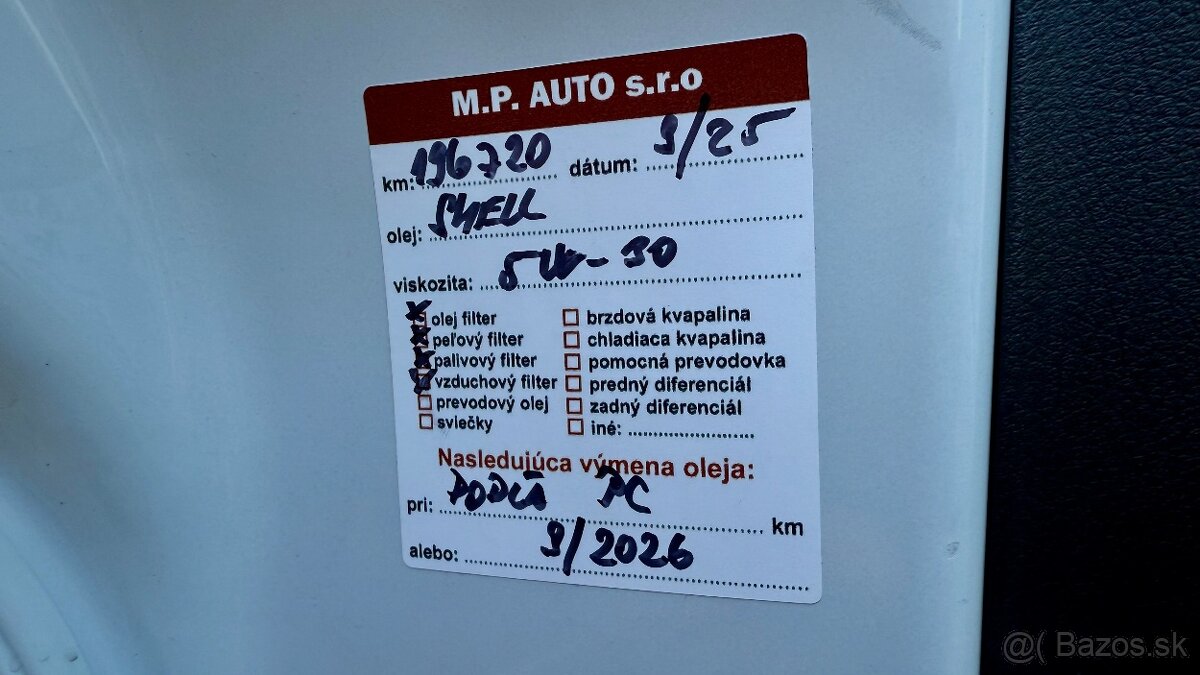 M.P. AUTO s.r.o
km: 196720 dátum: 9/25
olej: SHELL
viskozita: 5W-30
olej filter brzdová kvapalina
peľový filter chladiaca kvapalina
palivový filter pomocná prevodovka
vzduchový filter predný diferenciál
prevodový olej zadný diferenciál
sviečky iné:
Nasledujúca výmena oleja:
pri: PODĽA PC km
alebo: 9/2026
@( Bazos.sk